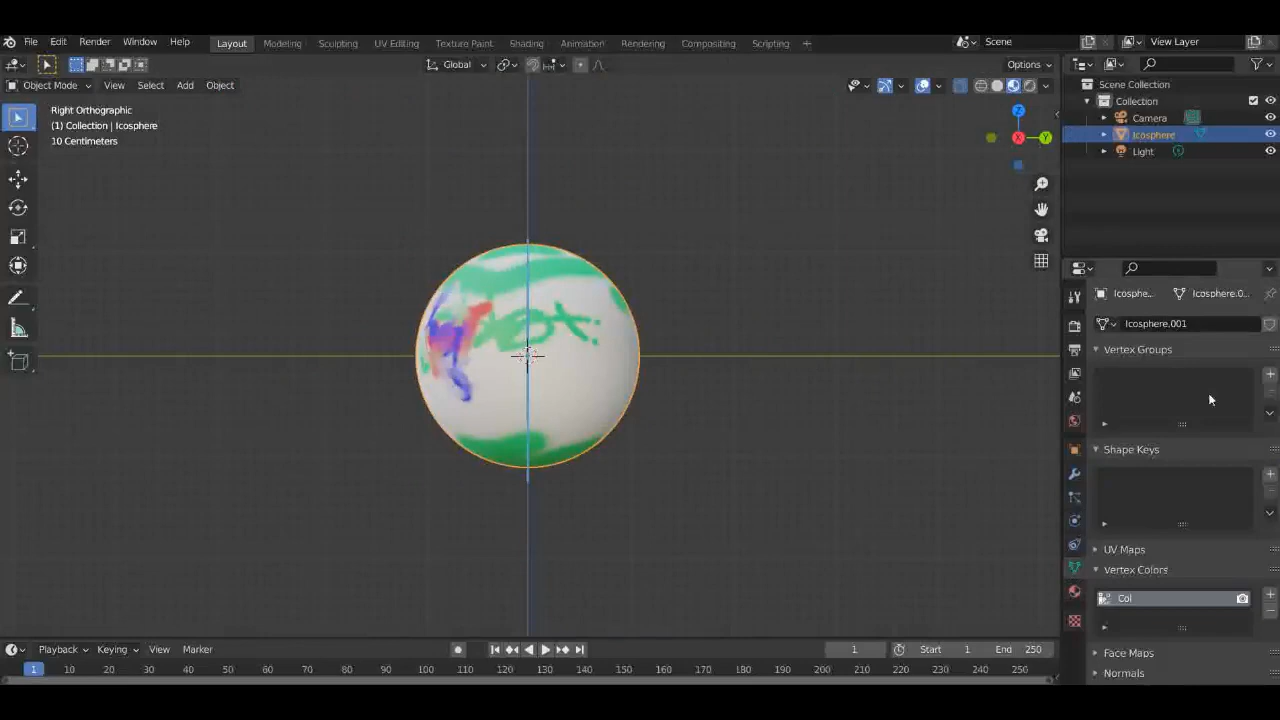 File Edit Render Window Help Layout Modeling Sculpting UV Editing Texture Paint Shading Animation Rendering Compositing Scripting + Scene View Layer
Global Options
Object Mode View Select Add Object
Scene Collection
Collection
Camera
Icosphere
Light
Right Orthographic
(1) Collection | Icosphere
10 Centimeters
Z
X
Y
Icosphe... Icosphere.0...
Icosphere.001
Vertex Groups
Shape Keys
UV Maps
Vertex Colors
Col
Face Maps
Normals
Playback Keying View Marker 1 Start 1 End 250
1 10 20 30 40 50 60 70 80 90 100 110 120 130 140 150 160 170 180 190 200 210 220 230 240 250